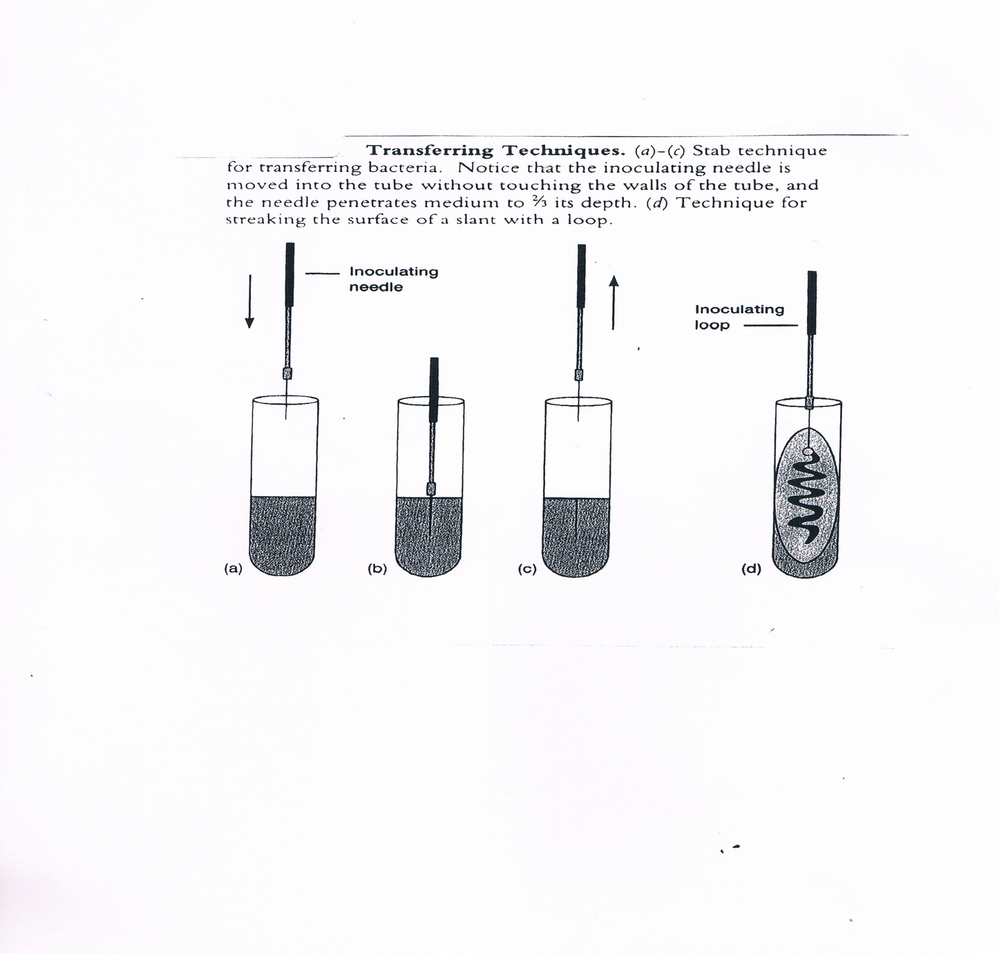 Transferring Techniques. (a)-(c) Stab technique
for transferring bacteria. Notice that the inoculating needle is
moved into the tube without touching the walls of the tube, and
the needle penetrates medium to ⅔ its depth. (d) Technique for
streaking the surface of a slant with a loop.
Inoculating
needle
Inoculating
loop
(a)
(b)
(c)
(d)